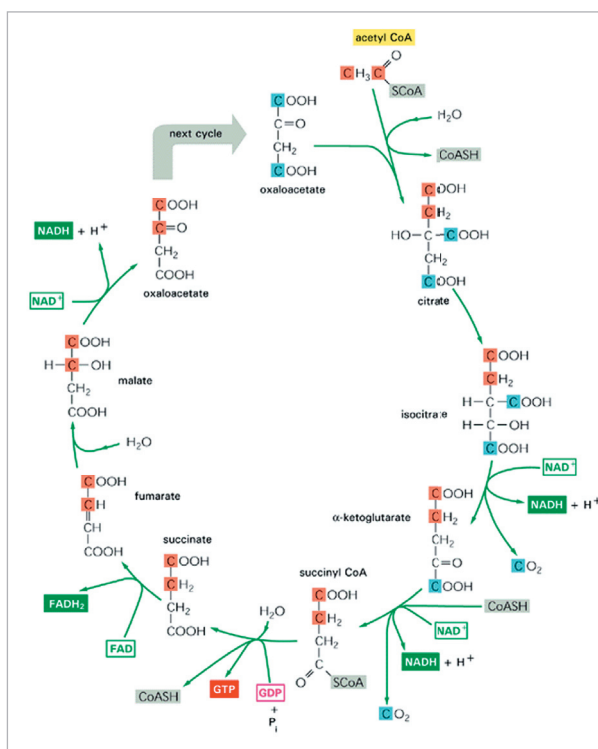 acetyl CoA
O
CH₃C
SCoA
H₂O
CoASH
COOH
C=O
CH₂
COOH
oxaloacetate
next cycle
COOH
C=O
CH₂
COOH
oxaloacetate
NADH + H⁺
NAD⁺
COOH
CH₂
HO-C-COOH
CH₂
COOH
citrate
COOH
CH₂
H-C-COOH
H-C-OH
COOH
isocitrate
NAD⁺
NADH + H⁺
CO₂
COOH
CH₂
CH₂
C=O
COOH
α-ketoglutarate
CoASH
NAD⁺
NADH + H⁺
CO₂
succinyl CoA
COOH
CH₂
CH₂
C
O
SCoA
H₂O
GDP
+
Pᵢ
GTP
CoASH
succinate
COOH
CH₂
CH₂
COOH
FAD
FADH₂
fumarate
COOH
CH
CH
COOH
H₂O
malate
COOH
H-C-OH
CH₂
COOH